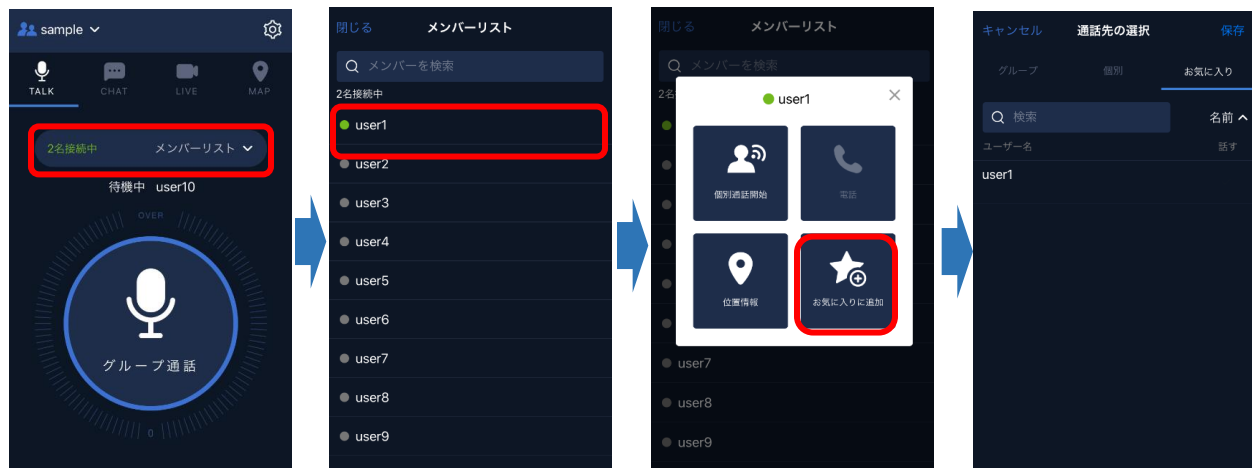 sample
TALK CHAT LIVE MAP
2名接続中 メンバーリスト
待機中 user10
OVER
グループ通話
0
閉じる メンバーリスト
メンバーを検索
2名接続中
user1
user2
user3
user4
user5
user6
user7
user8
user9
閉じる メンバーリスト
メンバーを検索
2名
user1
個別通話開始 電話
位置情報 お気に入りに追加
user7
user8
user9
キャンセル 通話先の選択 保存
グループ 個別 お気に入り
検索 名前
ユーザー名 話す
user1